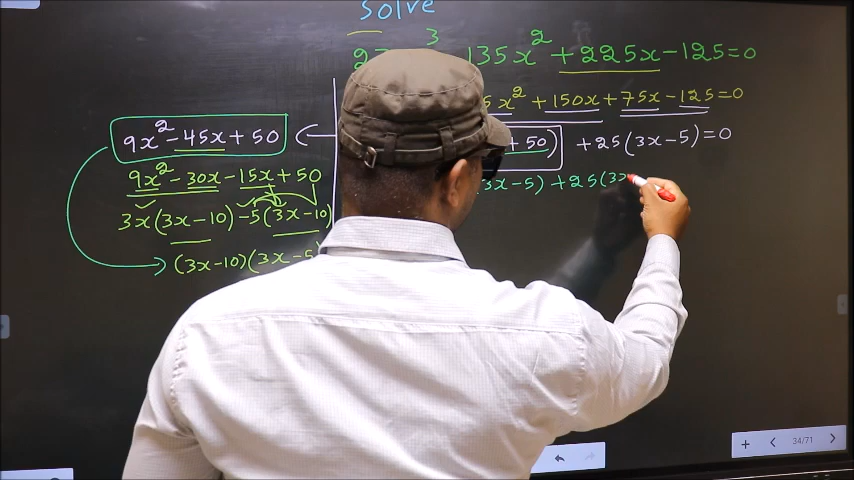 Solve
3
135x² + 225x - 125 = 0
5x² + 150x + 75x - 125 = 0
9x² - 45x + 50
+ 50) + 25(3x - 5) = 0
9x² - 30x - 15x + 50
(3x - 5) + 25(3x
3x(3x - 10) - 5(3x - 10)
(3x - 10)(3x - 5)
34/71